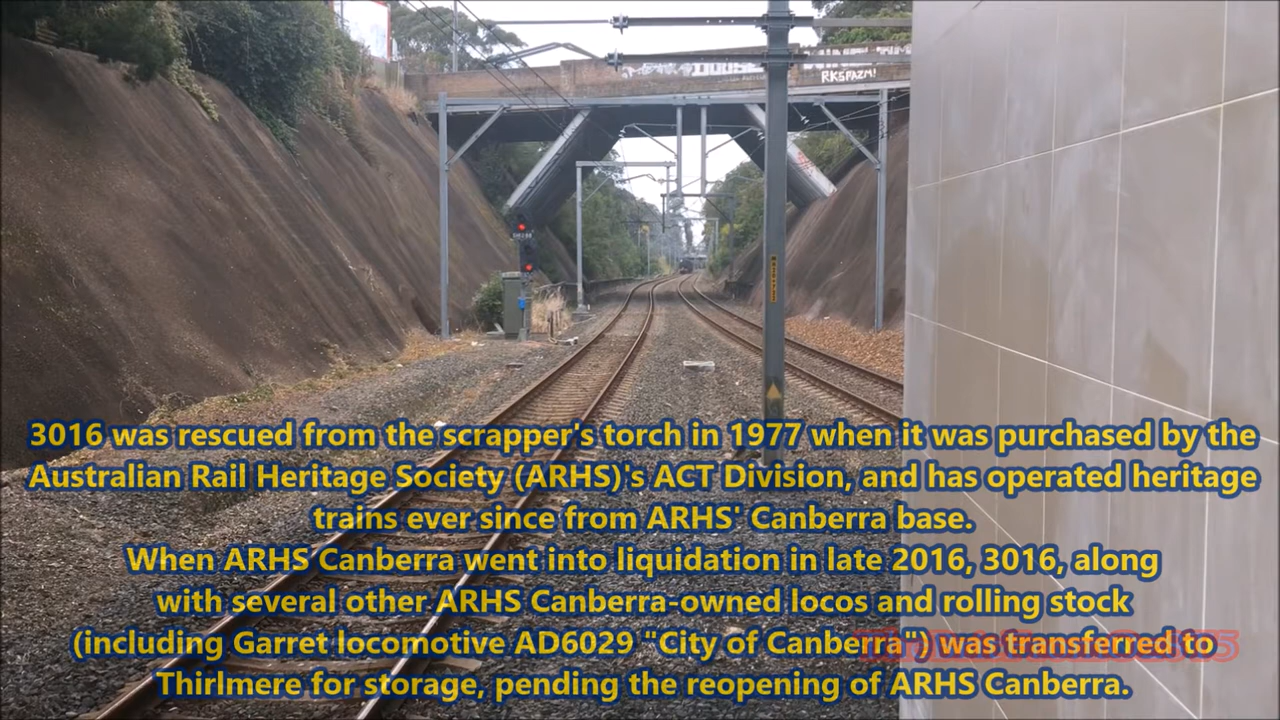 RKSPAZM!
3016 was rescued from the scrapper's torch in 1977 when it was purchased by the
Australian Rail Heritage Society (ARHS)'s ACT Division, and has operated heritage
trains ever since from ARHS' Canberra base.
When ARHS Canberra went into liquidation in late 2016, 3016, along
with several other ARHS Canberra-owned locos and rolling stock
(including Garret locomotive AD6029 "City of Canberra") was transferred to
Thirlmere for storage, pending the reopening of ARHS Canberra.